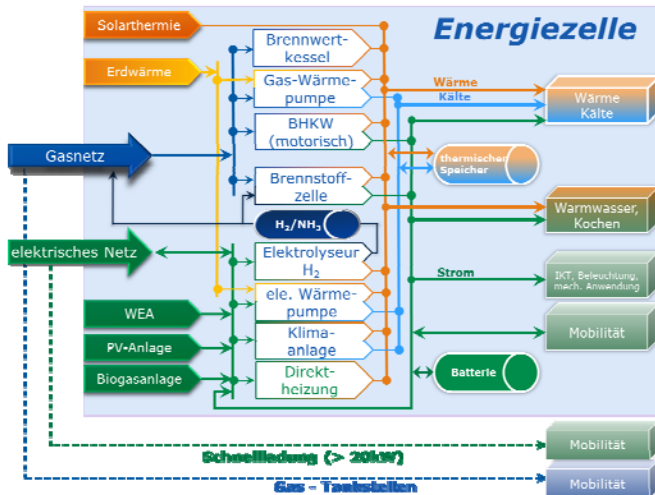 Solarthermie
Energiezelle
Brennwert-
kessel
Erdwärme
Gas-Wärme-
pumpe
Wärme
Kälte
Wärme
Kälte
BHKW
(motorisch)
Gasnetz
thermischer
Speicher
Brennstoff-
zelle
Warmwasser,
Kochen
H₂/NH₃
elektrisches Netz
Elektrolyseur
H₂
Strom
IKT, Beleuchtung,
mech. Anwendung
ele. Wärme-
pumpe
WEA
Klima-
anlage
Mobilität
PV-Anlage
Direkt-
heizung
Batterie
Biogasanlage
Schnellladung (> 20kW)
Mobilität
Gas - Tankstellen
Mobilität